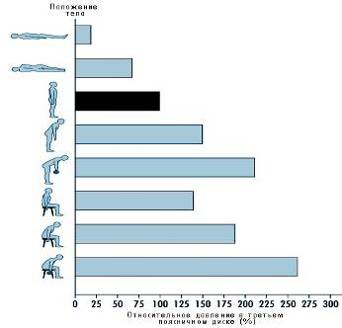 Положение
тела
0 25 50 75 100 125 150 175 200 225 250 275 300
Относительное давление в третьем
поясничном диске (%)